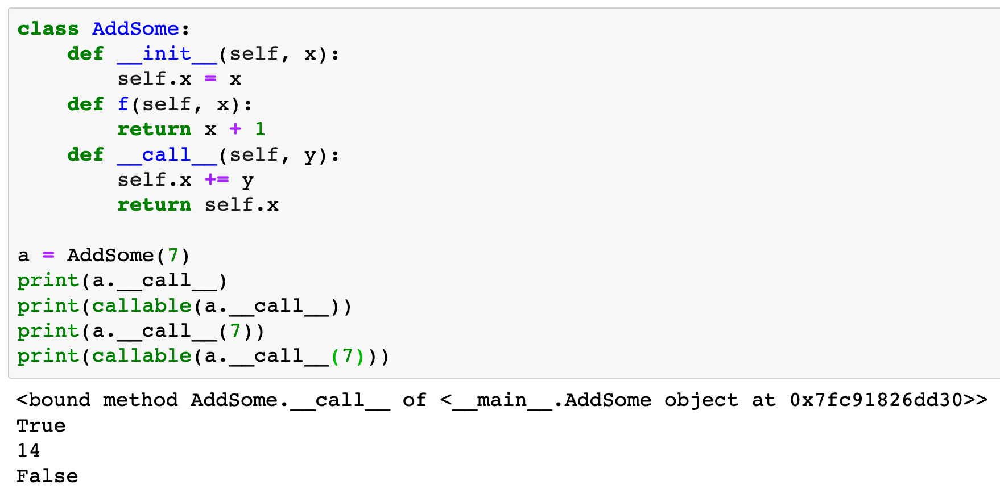 class AddSome:
    def __init__(self, x):
        self.x = x
    def f(self, x):
        return x + 1
    def __call__(self, y):
        self.x += y
        return self.x

a = AddSome(7)
print(a.__call__)
print(callable(a.__call__))
print(a.__call__(7))
print(callable(a.__call__(7)))
<bound method AddSome.__call__ of <__main__.AddSome object at 0x7fc91826dd30>>
True
14
False